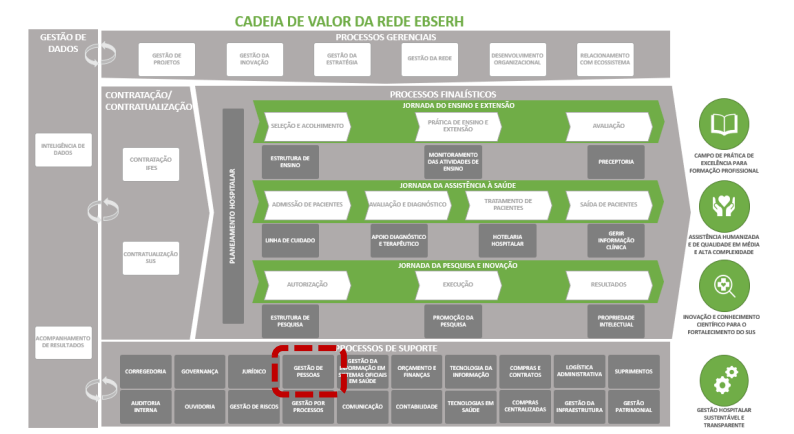 CADEIA DE VALOR DA REDE EBSERH
GESTÃO DE
DADOS
PROCESSOS GERENCIAIS
GESTÃO DE
PROJETOS
GESTÃO DA
INOVAÇÃO
GESTÃO DA
ESTRATÉGIA
GESTÃO DA REDE
DESENVOLVIMENTO
ORGANIZACIONAL
RELACIONAMENTO
COM ECOSSISTEMA
INTELIGÊNCIA DE
DADOS
ACOMPANHAMENTO
DE RESULTADOS
CONTRATAÇÃO/
CONTRATUALIZAÇÃO
CONTRATAÇÃO
IFES
CONTRATUALIZAÇÃO
SUS
PROCESSOS FINALÍSTICOS
PLANEJAMENTO HOSPITALAR
JORNADA DO ENSINO E EXTENSÃO
SELEÇÃO E ACOLHIMENTO
PRÁTICA DE ENSINO E
EXTENSÃO
AVALIAÇÃO
ESTRUTURA DE
ENSINO
MONITORAMENTO
DAS ATIVIDADES DE
ENSINO
PRECEPTORIA
JORNADA DA ASSISTÊNCIA À SAÚDE
ADMISSÃO DE PACIENTES
AVALIAÇÃO E DIAGNÓSTICO
TRATAMENTO DE
PACIENTES
SAÍDA DE PACIENTES
LINHA DE CUIDADO
APOIO DIAGNÓSTICO
E TERAPÊUTICO
HOTELARIA
HOSPITALAR
GERIR
INFORMAÇÃO
CLÍNICA
JORNADA DA PESQUISA E INOVAÇÃO
AUTORIZAÇÃO
EXECUÇÃO
RESULTADOS
ESTRUTURA DE
PESQUISA
PROMOÇÃO DA
PESQUISA
PROPRIEDADE
INTELECTUAL
CAMPO DE PRÁTICA DE
EXCELÊNCIA PARA
FORMAÇÃO PROFISSIONAL
ASSISTÊNCIA HUMANIZADA
E DE QUALIDADE EM MÉDIA
E ALTA COMPLEXIDADE
INOVAÇÃO E CONHECIMENTO
CIENTÍFICO PARA O
FORTALECIMENTO DO SUS
GESTÃO HOSPITALAR
SUSTENTÁVEL E
TRANSPARENTE
PROCESSOS DE SUPORTE
CORREGEDORIA
GOVERNANÇA
JURÍDICO
GESTÃO DE
PESSOAS
GESTÃO DA
INFORMAÇÃO EM
SISTEMAS OFICIAIS
EM SAÚDE
ORÇAMENTO E
FINANÇAS
TECNOLOGIA DA
INFORMAÇÃO
COMPRAS E
CONTRATOS
LOGÍSTICA
ADMINISTRATIVA
SUPRIMENTOS
AUDITORIA
INTERNA
OUVIDORIA
GESTÃO DE RISCOS
GESTÃO POR
PROCESSOS
COMUNICAÇÃO
CONTABILIDADE
TECNOLOGIAS EM
SAÚDE
COMPRAS
CENTRALIZADAS
GESTÃO DA
INFRAESTRUTURA
GESTÃO
PATRIMONIAL